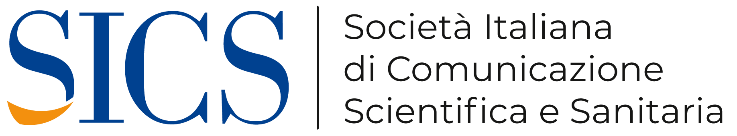 SICS
Società Italiana
di Comunicazione
Scientifica e Sanitaria